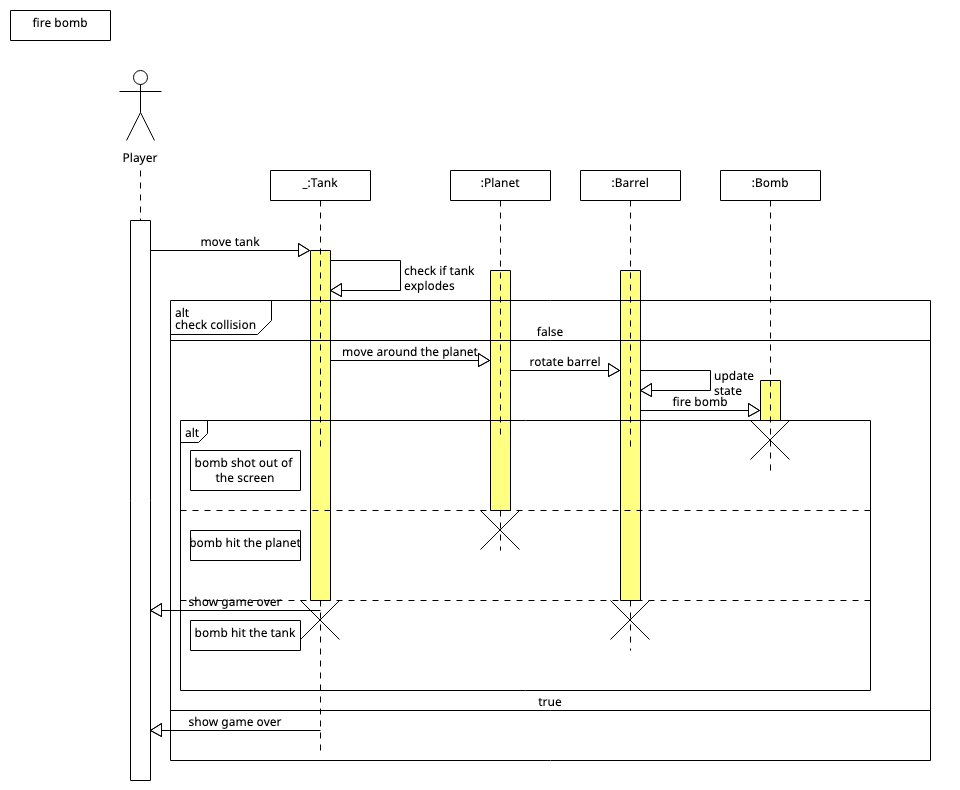 fire bomb
Player
_:Tank
:Planet
:Barrel
:Bomb
move tank
check if tank
explodes
alt
check collision
false
move around the planet
rotate barrel
update
state
fire bomb
alt
bomb shot out of
the screen
bomb hit the planet
show game over
bomb hit the tank
true
show game over